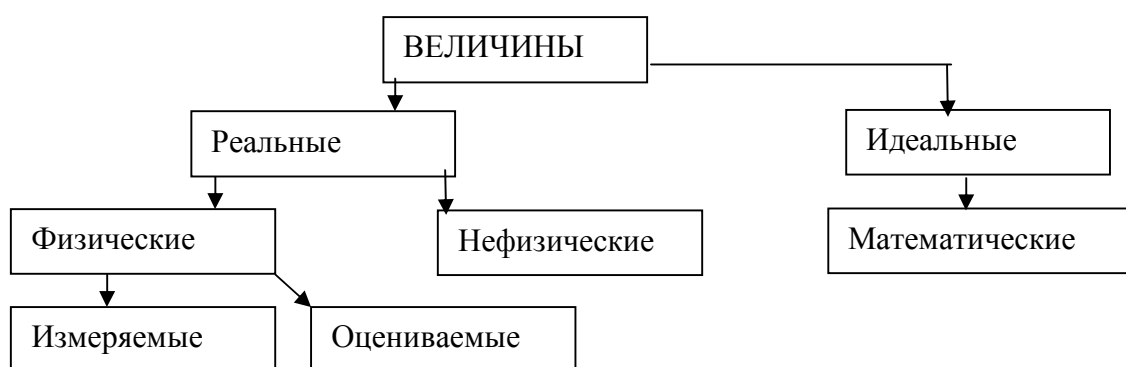 ВЕЛИЧИНЫ
Реальные
Идеальные
Физические
Нефизические
Математические
Измеряемые
Оцениваемые